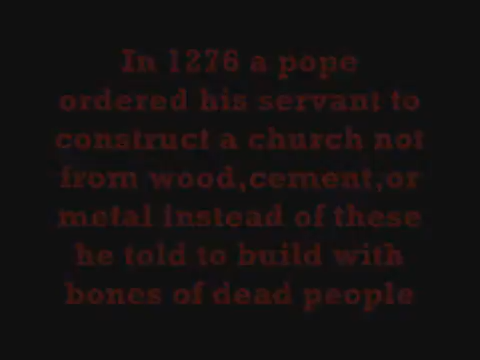 In 1276 a pope
ordered his servant to
construct a church not
from wood,cement,or
metal instead of these
he told to build with
bones of dead people